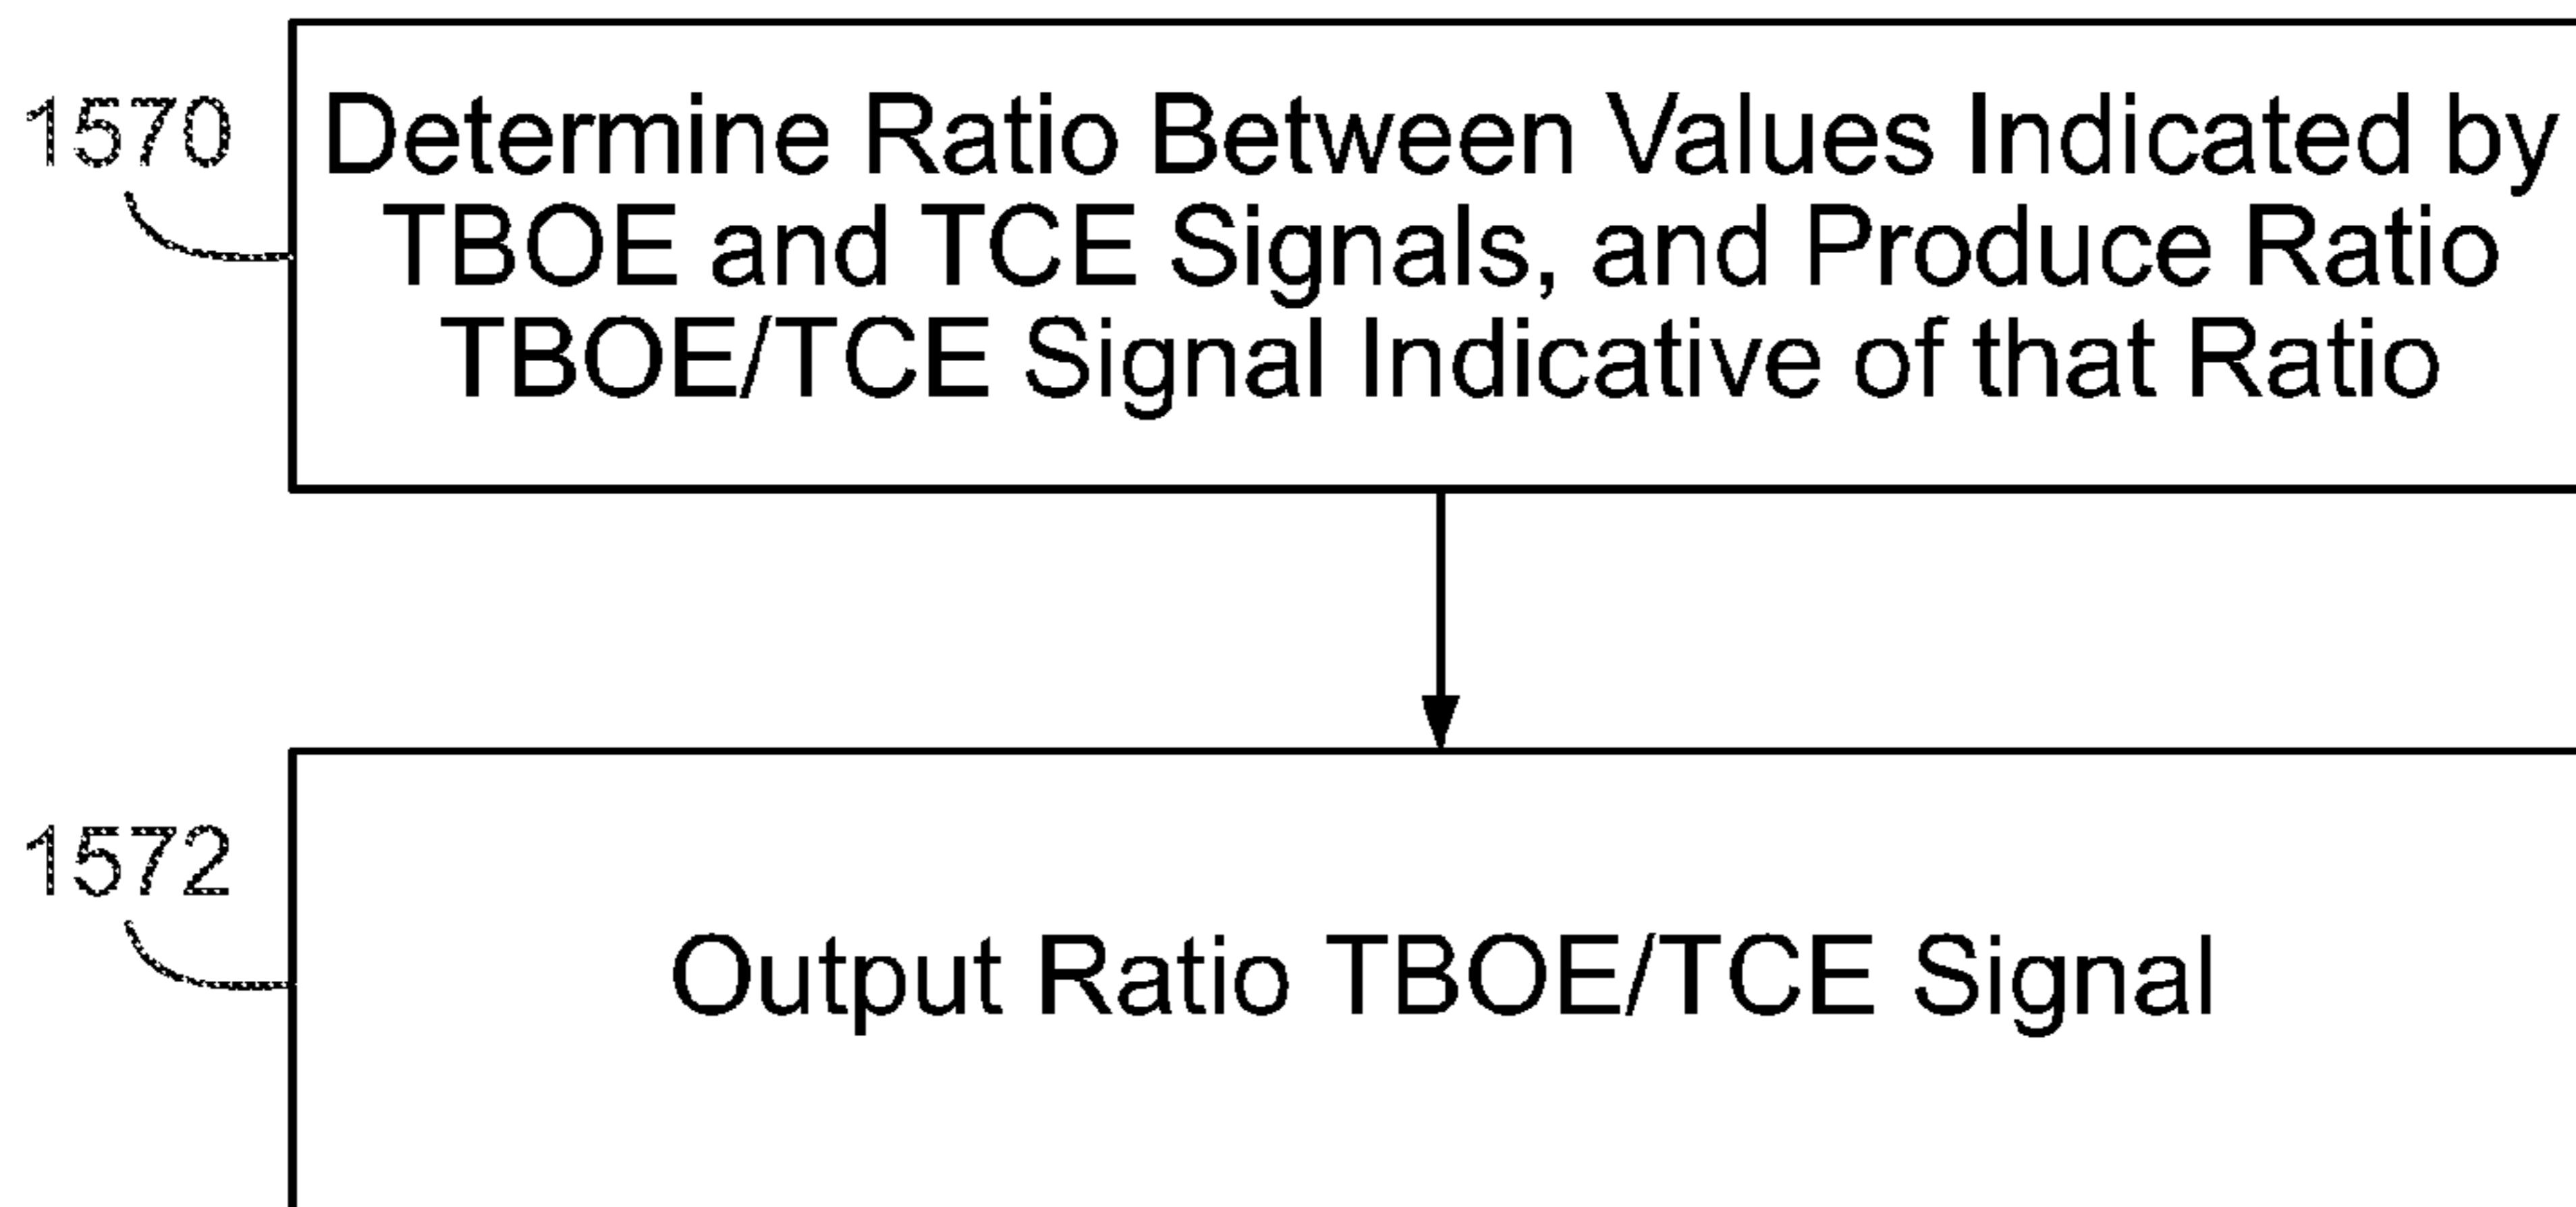 1570
Determine Ratio Between Values Indicated by
TBOE and TCE Signals, and Produce Ratio
TBOE/TCE Signal Indicative of that Ratio
1572
Output Ratio TBOE/TCE Signal